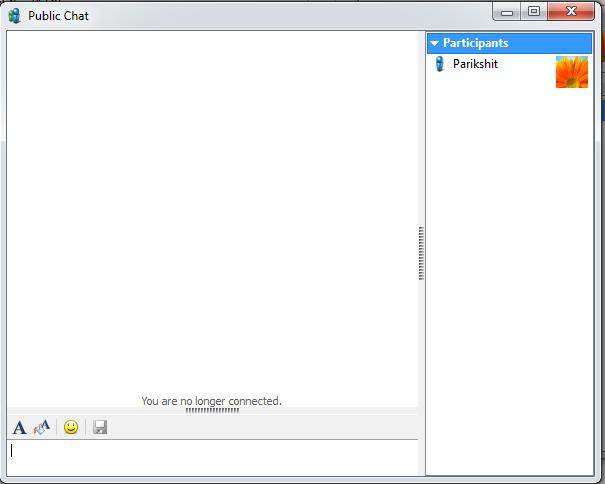 Public Chat
Participants
Parikshit
You are no longer connected.